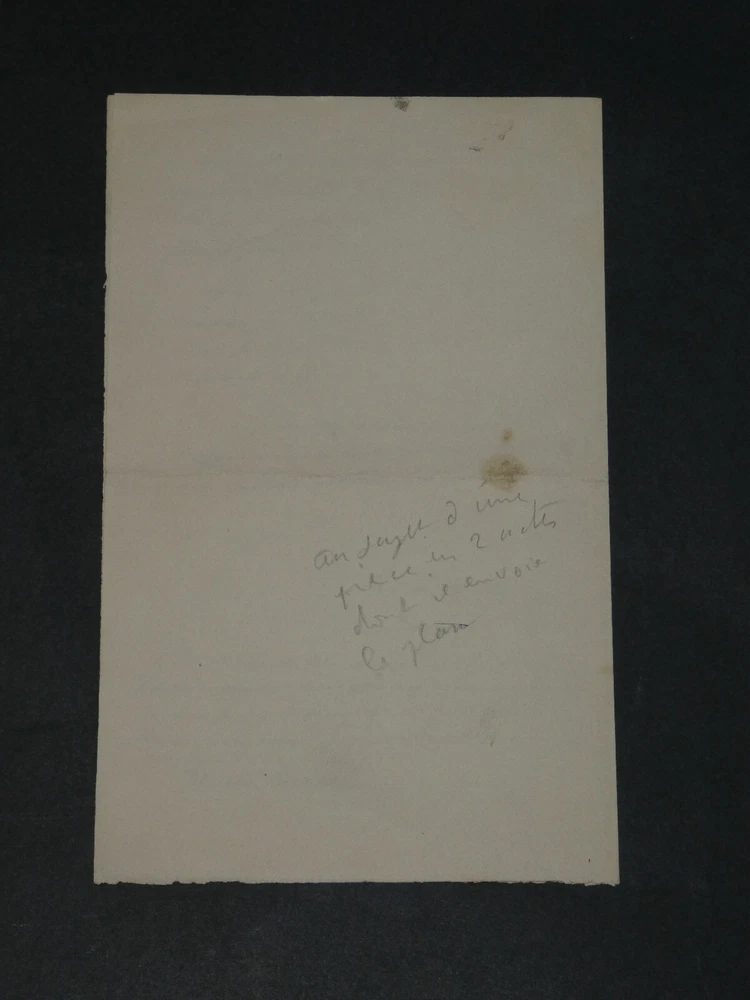 au sujet d'une
pièce en 2 actes
dont il envoie
le plan